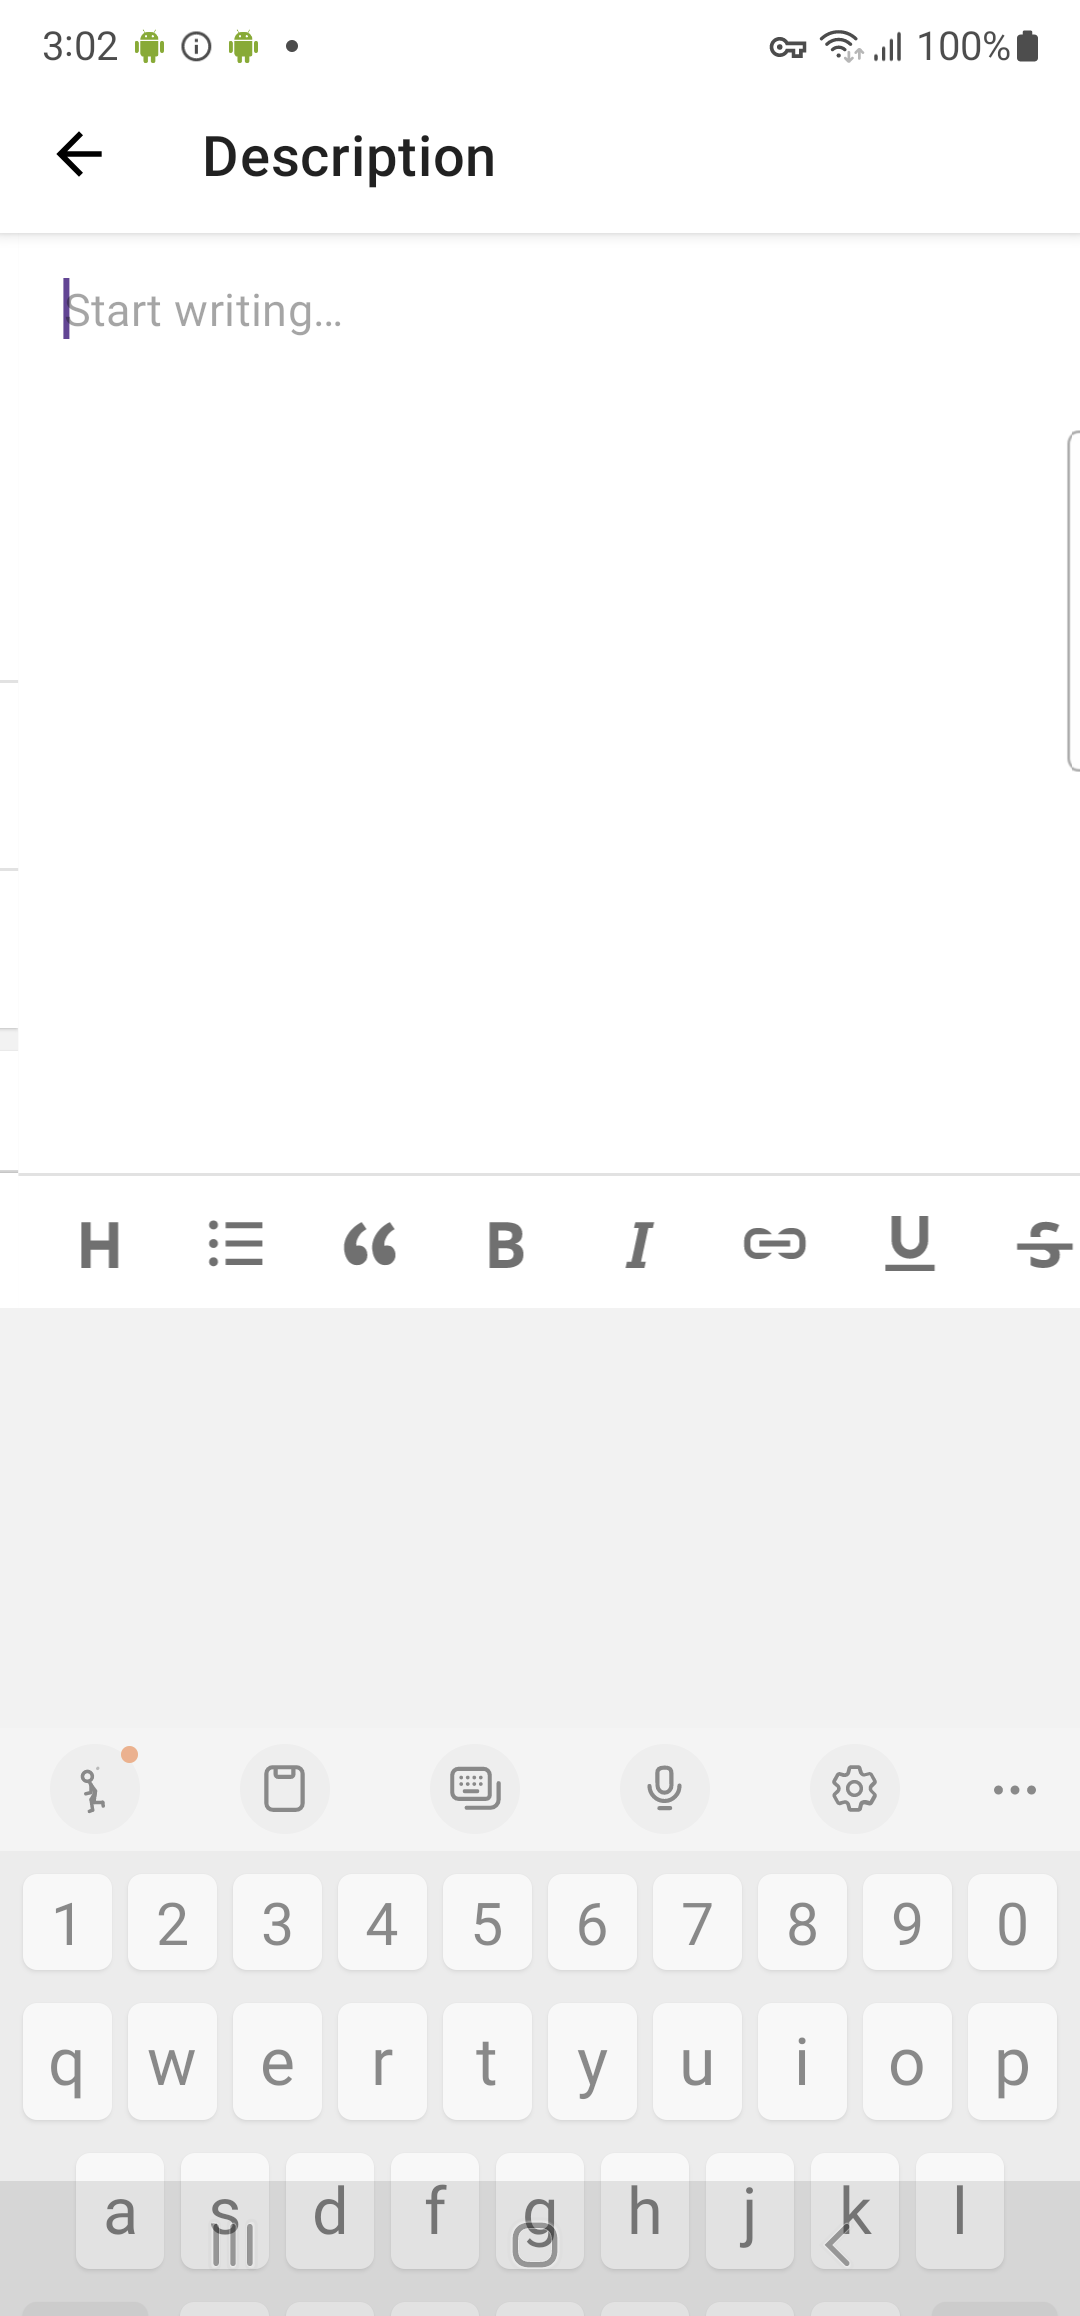 3:02
100%
Description
Start writing...
H B I U S
1 2 3 4 5 6 7 8 9 0
q w e r t y u i o p
a s d f g h j k l